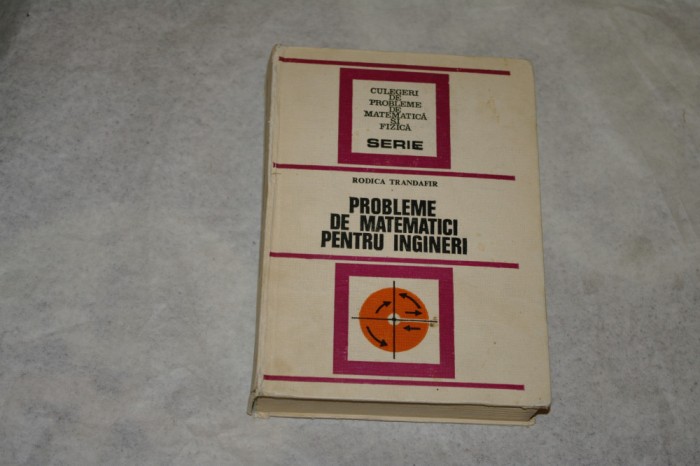 CULEGERI
DE
PROBLEME
DE
MATEMATICĂ
ȘI
FIZICĂ
SERIE
RODICA TRANDAFIR
PROBLEME
DE MATEMATICI
PENTRU INGINERI